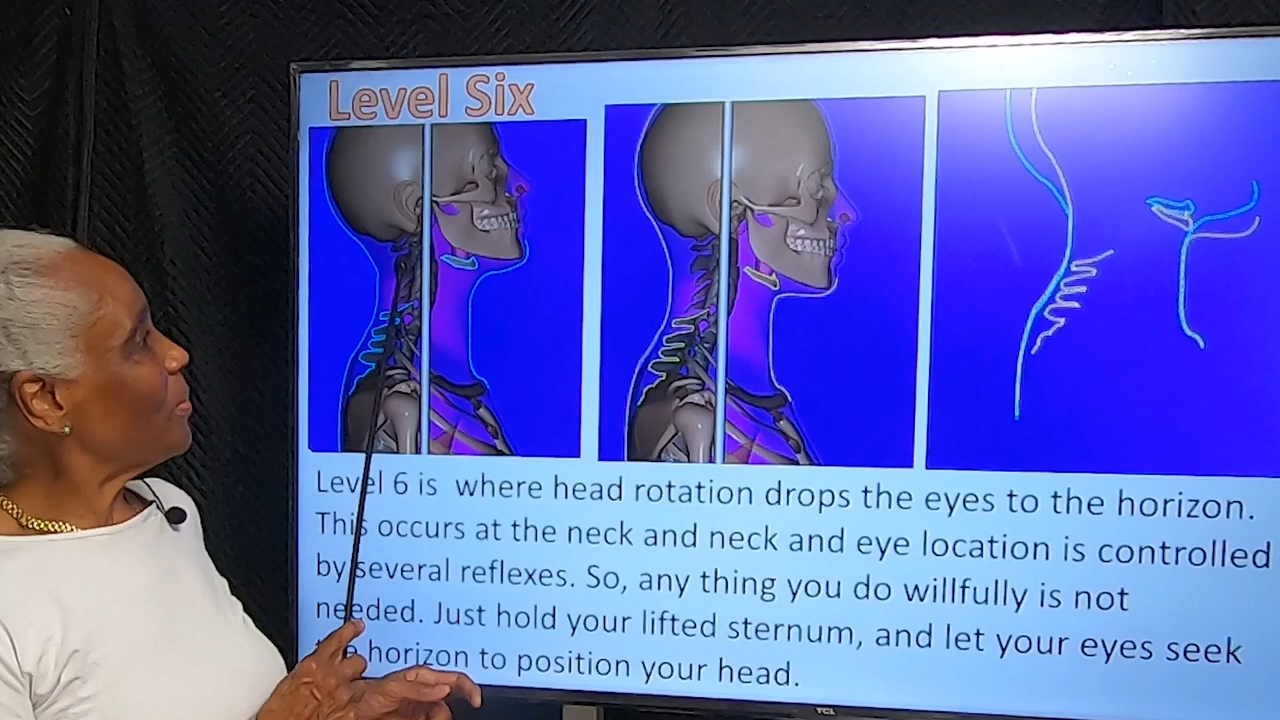 Level Six
Level 6 is where head rotation drops the eyes to the horizon.
This occurs at the neck and neck and eye location is controlled
by several reflexes. So, any thing you do willfully is not
needed. Just hold your lifted sternum, and let your eyes seek
the horizon to position your head.
TCL